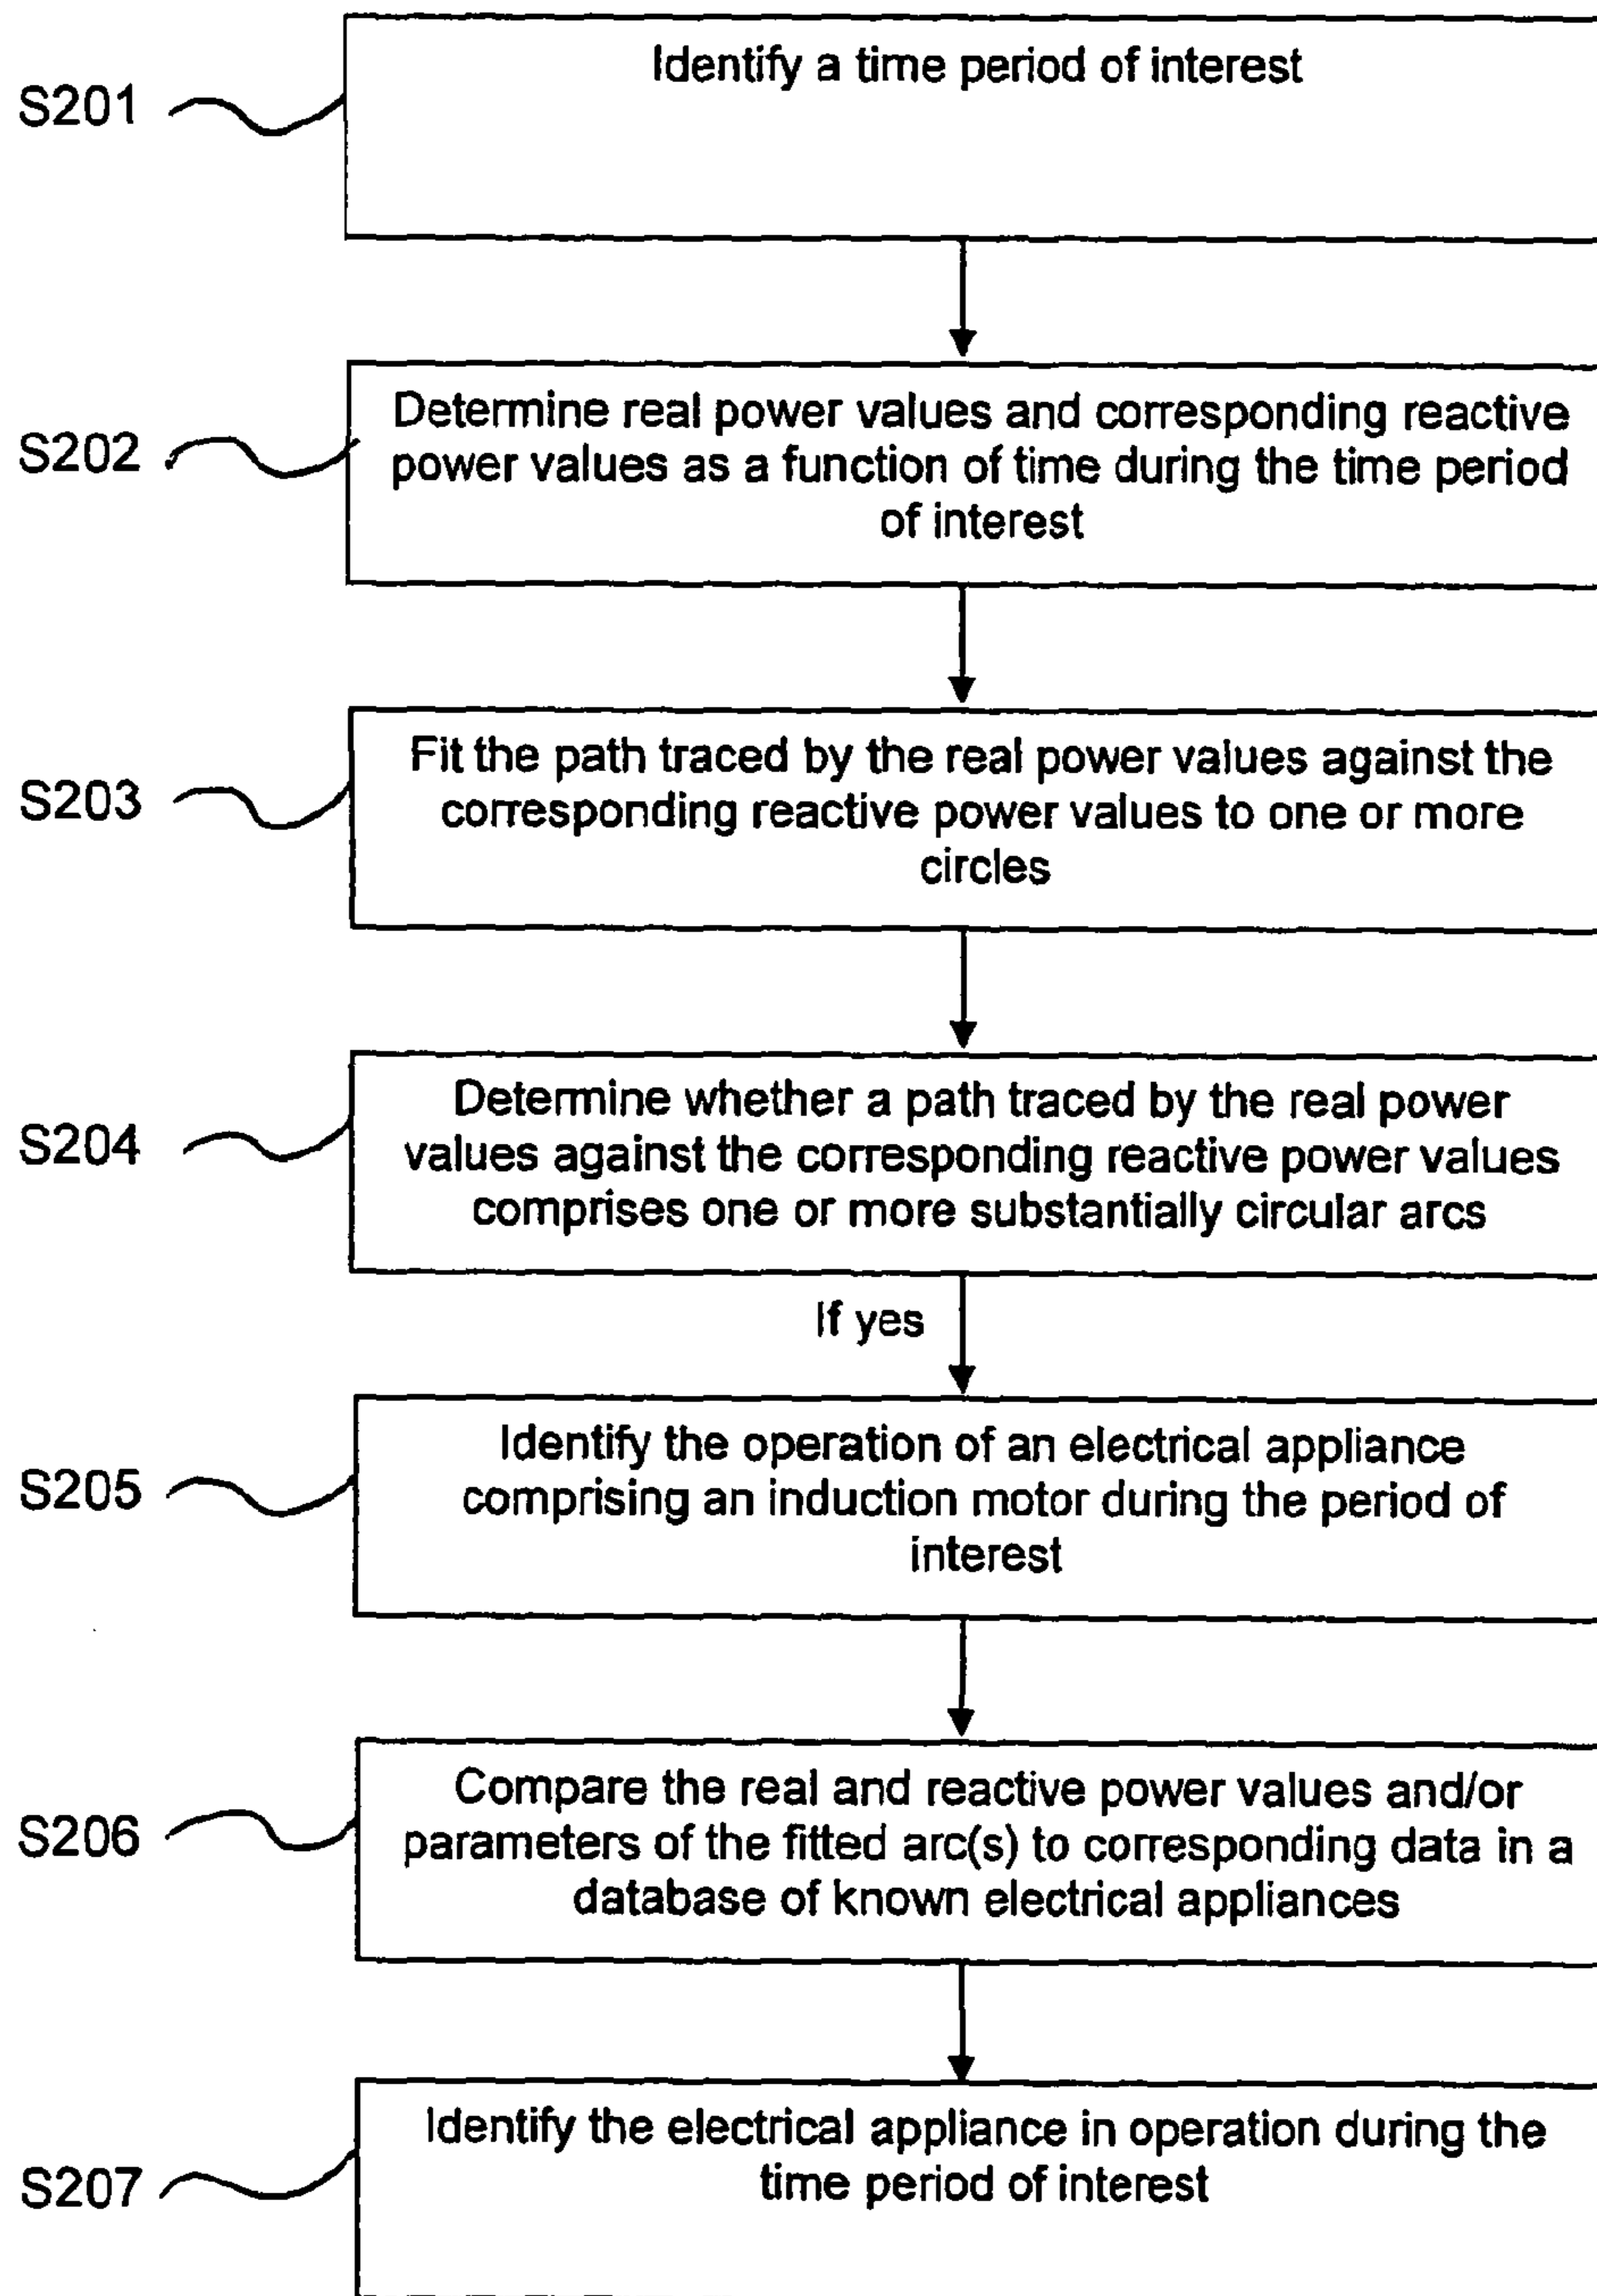 Identify a time period of interest
S201
Determine real power values and corresponding reactive
power values as a function of time during the time period
of interest
S202
Fit the path traced by the real power values against the
corresponding reactive power values to one or more
circles
S203
Determine whether a path traced by the real power
values against the corresponding reactive power values
comprises one or more substantially circular arcs
S204
If yes
Identify the operation of an electrical appliance
comprising an induction motor during the period of
interest
S205
Compare the real and reactive power values and/or
parameters of the fitted arc(s) to corresponding data in a
database of known electrical appliances
S206
Identify the electrical appliance in operation during the
time period of interest
S207